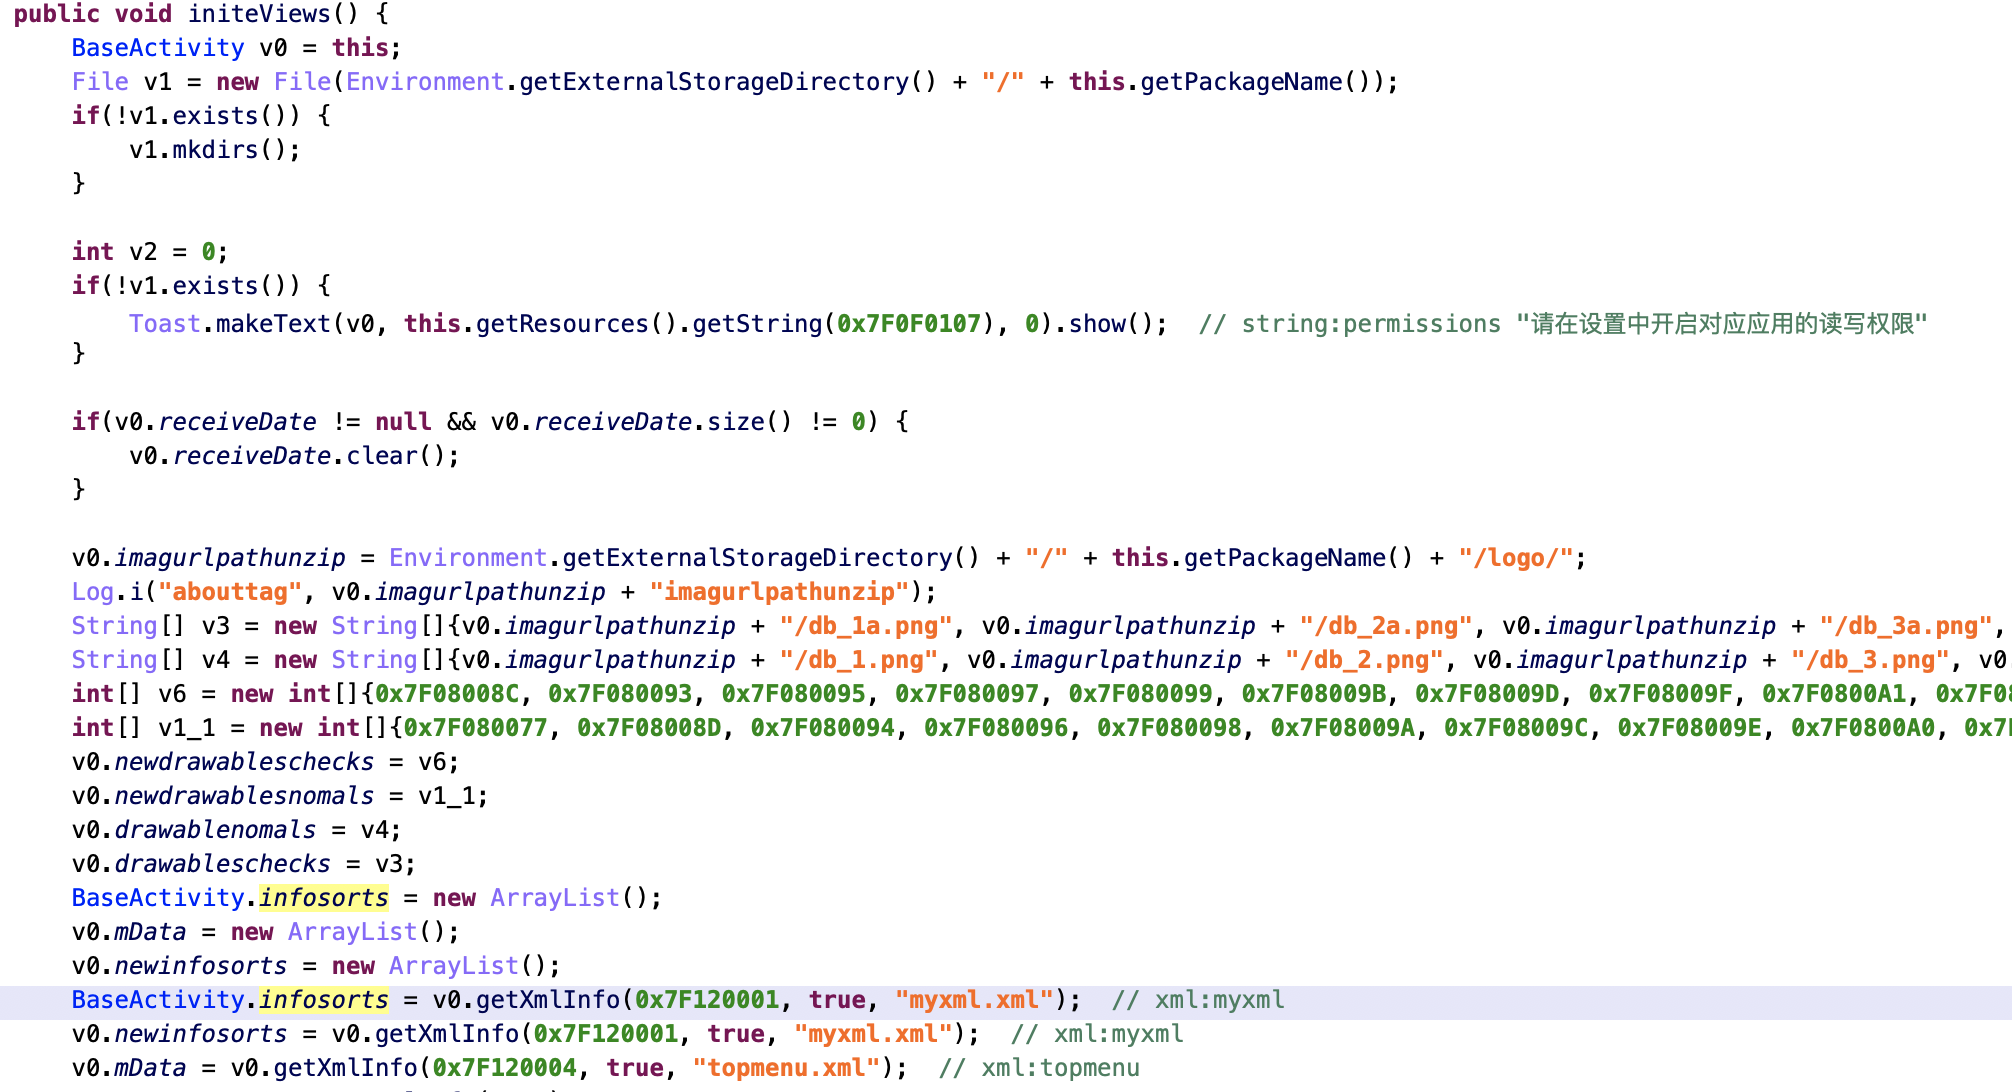 public void initeViews() {
    BaseActivity v0 = this;
    File v1 = new File(Environment.getExternalStorageDirectory() + "/" + this.getPackageName());
    if(!v1.exists()) {
        v1.mkdirs();
    }
    int v2 = 0;
    if(!v1.exists()) {
        Toast.makeText(v0, this.getResources().getString(0x7F0F0107), 0).show();  // string:permissions "请在设置中开启对应应用的读写权限"
    }
    if(v0.receiveDate != null && v0.receiveDate.size() != 0) {
        v0.receiveDate.clear();
    }
    v0.imagurlpathunzip = Environment.getExternalStorageDirectory() + "/" + this.getPackageName() + "/logo/";
    Log.i("abouttag", v0.imagurlpathunzip + "imagurlpathunzip");
    String[] v3 = new String[]{v0.imagurlpathunzip + "/db_1a.png", v0.imagurlpathunzip + "/db_2a.png", v0.imagurlpathunzip + "/db_3a.png",
    String[] v4 = new String[]{v0.imagurlpathunzip + "/db_1.png", v0.imagurlpathunzip + "/db_2.png", v0.imagurlpathunzip + "/db_3.png", v0
    int[] v6 = new int[]{0x7F08008C, 0x7F080093, 0x7F080095, 0x7F080097, 0x7F080099, 0x7F08009B, 0x7F08009D, 0x7F08009F, 0x7F0800A1,
    int[] v1_1 = new int[]{0x7F080077, 0x7F08008D, 0x7F080094, 0x7F080096, 0x7F080098, 0x7F08009A, 0x7F08009C, 0x7F08009E, 0x7F0800A0,
    v0.newdrawableschecks = v6;
    v0.newdrawablesnomals = v1_1;
    v0.drawablenomals = v4;
    v0.drawableschecks = v3;
    BaseActivity.infosorts = new ArrayList();
    v0.mData = new ArrayList();
    v0.newinfosorts = new ArrayList();
    BaseActivity.infosorts = v0.getXmlInfo(0x7F120001, true, "myxml.xml");  // xml:myxml
    v0.newinfosorts = v0.getXmlInfo(0x7F120001, true, "myxml.xml");  // xml:myxml
    v0.mData = v0.getXmlInfo(0x7F120004, true, "topmenu.xml");  // xml:topmenu